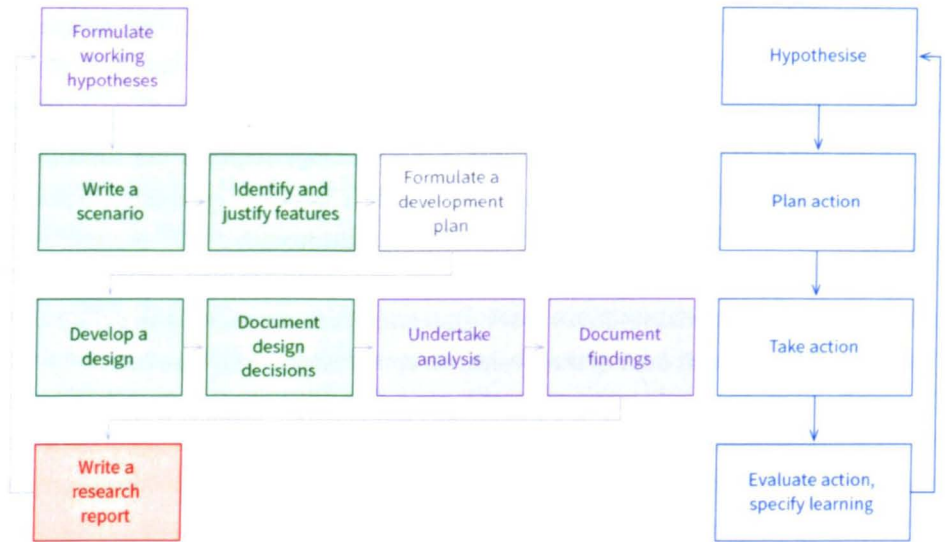 Formulate
working
hypotheses
Hypothesise
Write a
scenario
Identify and
justify features
Formulate a
development
plan
Plan action
Develop a
design
Document
design
decisions
Undertake
analysis
Document
findings
Take action
Write a
research
report
Evaluate action,
specify learning